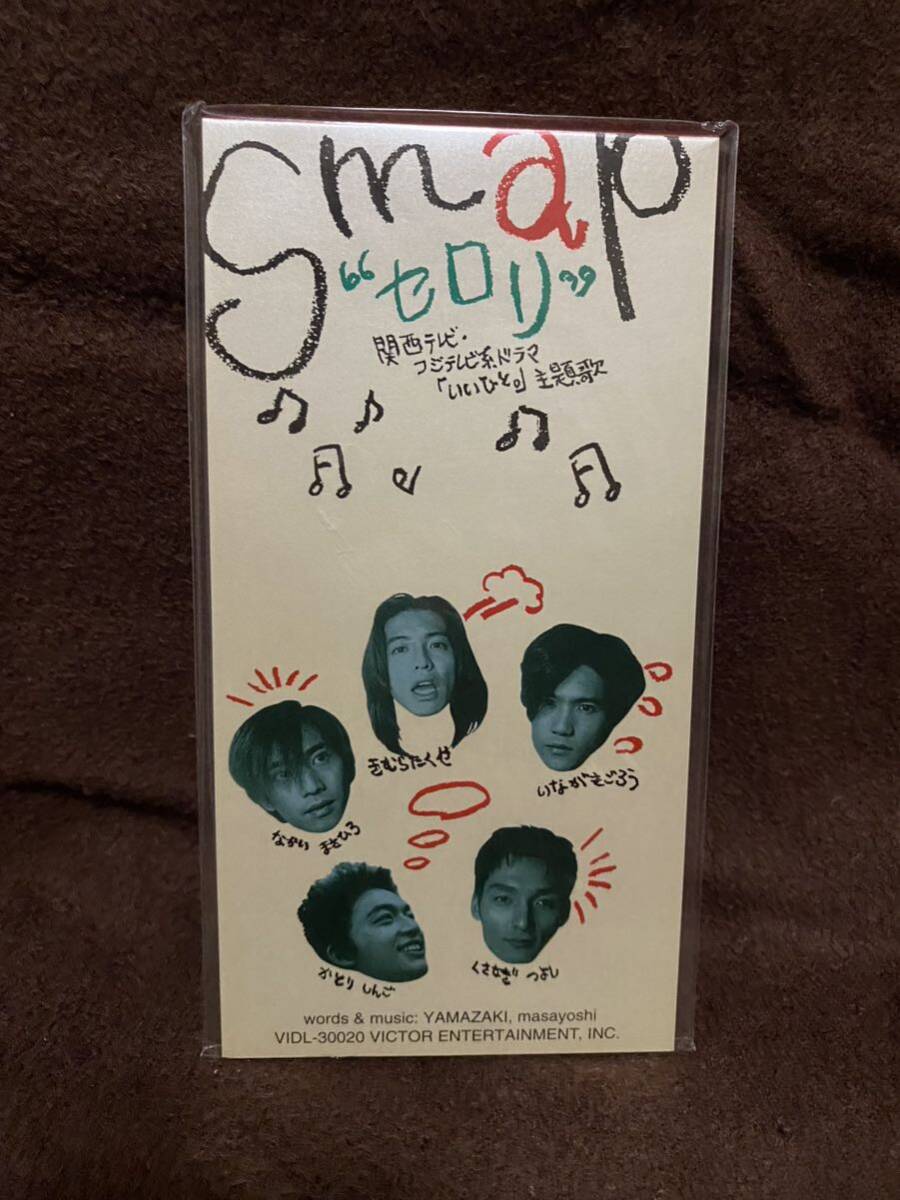 smap
“セロリ”
関西テレビ・
フジテレビ系ドラマ
「いいひと。」主題歌
きむらたくや
いながきごろう
なかい まさひろ
かとり しんご
くさなぎ つよし
words & music: YAMAZAKI, masayoshi
VIDL-30020 VICTOR ENTERTAINMENT, INC.